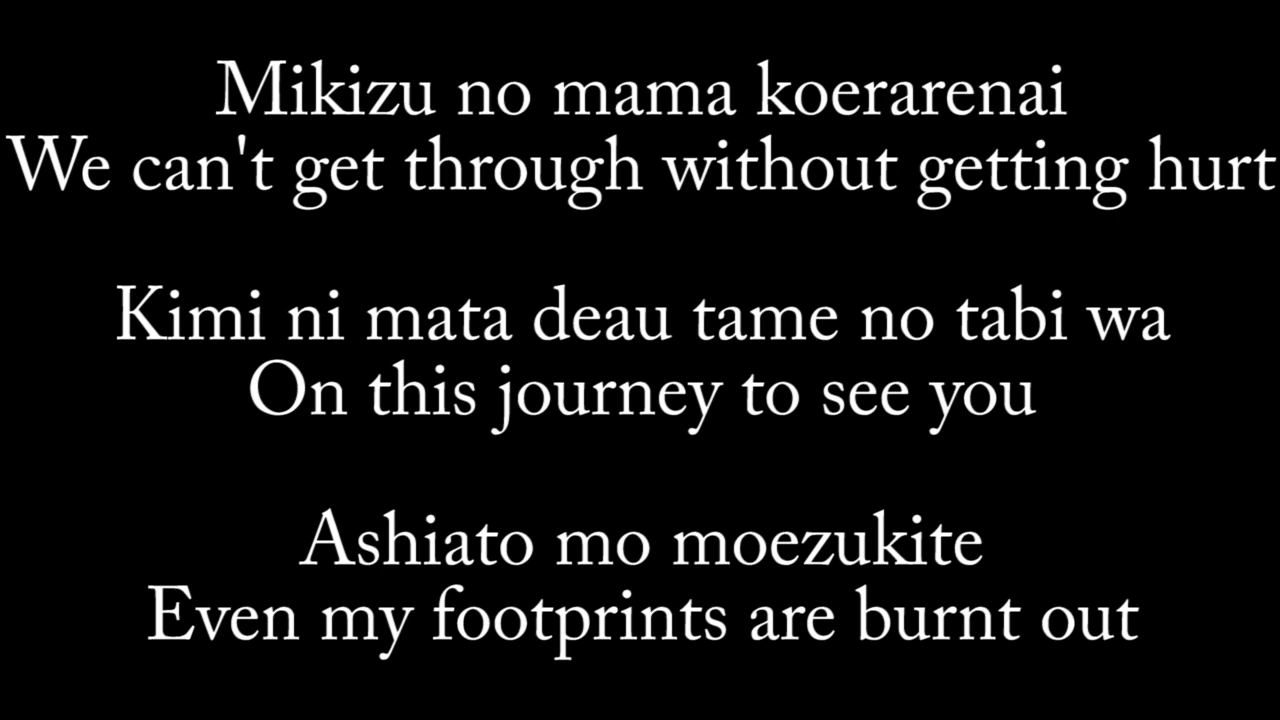 Mikizu no mama koerarenai
We can't get through without getting hurt
Kimi ni mata deau tame no tabi wa
On this journey to see you
Ashiato mo moezukite
Even my footprints are burnt out